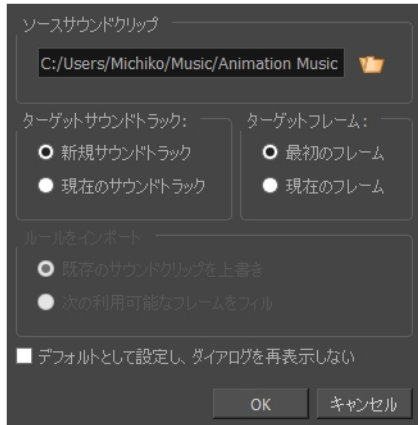 ソースサウンドクリップ
C:/Users/Michiko/Music/Animation Music
ターゲットサウンドトラック: ターゲットフレーム:
新規サウンドトラック 最初のフレーム
現在のサウンドトラック 現在のフレーム
ルールをインポート
既存のサウンドクリップを上書き
次の利用可能なフレームをフィル
デフォルトとして設定し、ダイアログを再表示しない
OK キャンセル